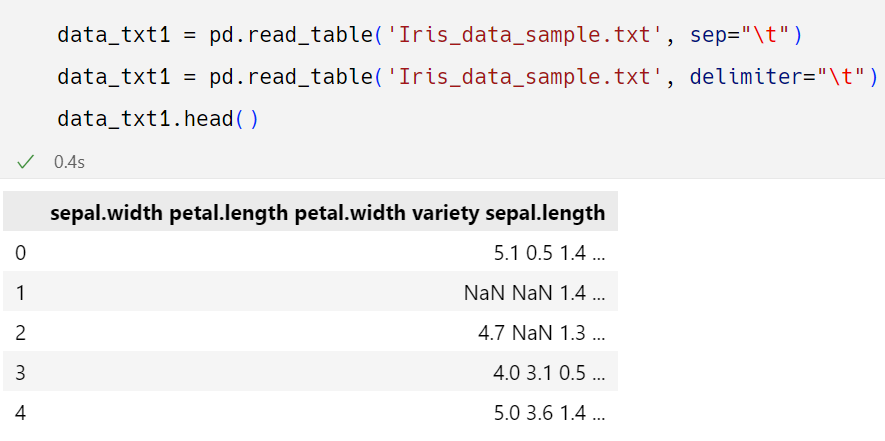 data_txt1 = pd.read_table('Iris_data_sample.txt', sep="\t")
data_txt1 = pd.read_table('Iris_data_sample.txt', delimiter="\t")
data_txt1.head()
0.4s
sepal.width petal.length petal.width variety sepal.length
0 5.1 0.5 1.4 ...
1 NaN NaN 1.4 ...
2 4.7 NaN 1.3 ...
3 4.0 3.1 0.5 ...
4 5.0 3.6 1.4 ...